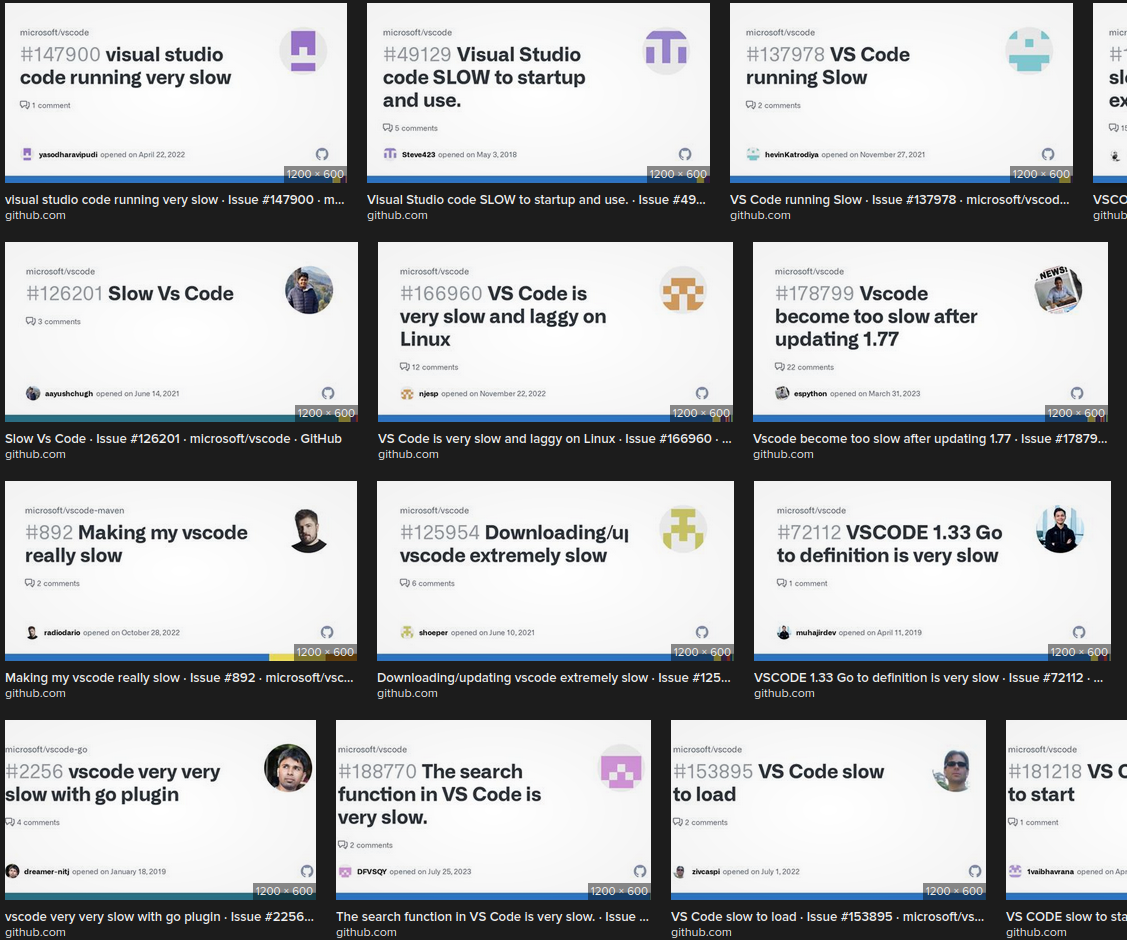 microsoft/vscode
#147900 visual studio
code running very slow
1 comment
yasodharavipudi opened on April 22, 2022
1200 × 600
visual studio code running very slow · Issue #147900 · m...
github.com
microsoft/vscode
#49129 Visual Studio
code SLOW to startup
and use.
5 comments
Steve423 opened on May 3, 2018
1200 × 600
Visual Studio code SLOW to startup and use. · Issue #49...
github.com
microsoft/vscode
#137978 VS Code
running Slow
2 comments
hevinKatrodiya opened on November 27, 2021
1200 × 600
VS Code running Slow · Issue #137978 · microsoft/vscod...
github.com
VSCO
github
microsoft/vscode
#126201 Slow Vs Code
3 comments
aayushchugh opened on June 14, 2021
1200 × 600
Slow Vs Code · Issue #126201 · microsoft/vscode · GitHub
github.com
microsoft/vscode
#166960 VS Code is
very slow and laggy on
Linux
12 comments
njesp opened on November 22, 2022
1200 × 600
VS Code is very slow and laggy on Linux · Issue #166960 · ...
github.com
microsoft/vscode
#178799 Vscode
become too slow after
updating 1.77
22 comments
NEWS!
espython opened on March 31, 2023
1200 × 600
Vscode become too slow after updating 1.77 · Issue #17879...
github.com
microsoft/vscode-maven
#892 Making my vscode
really slow
2 comments
radiodario opened on October 28, 2022
1200 × 600
Making my vscode really slow · Issue #892 · microsoft/vsc...
github.com
microsoft/vscode
#125954 Downloading/up
vscode extremely slow
6 comments
shoeper opened on June 10, 2021
1200 × 600
Downloading/updating vscode extremely slow · Issue #125...
github.com
microsoft/vscode
#72112 VSCODE 1.33 Go
to definition is very slow
1 comment
muhajirdev opened on April 11, 2019
1200 × 600
VSCODE 1.33 Go to definition is very slow · Issue #72112 · ...
github.com
microsoft/vscode-go
#2256 vscode very very
slow with go plugin
4 comments
dreamer-nitj opened on January 18, 2019
1200 × 600
vscode very very slow with go plugin · Issue #2256...
github.com
microsoft/vscode
#188770 The search
function in VS Code is
very slow.
2 comments
DFVSQY opened on July 25, 2023
1200 × 600
The search function in VS Code is very slow. · Issue ...
github.com
microsoft/vscode
#153895 VS Code slow
to load
2 comments
zivcaspi opened on July 1, 2022
1200 × 600
VS Code slow to load · Issue #153895 · microsoft/vs...
github.com
microsoft/vscode
#181218 VS C
to start
1 comment
1vaibhavrana opened on Apr
VS CODE slow to sta
github.com